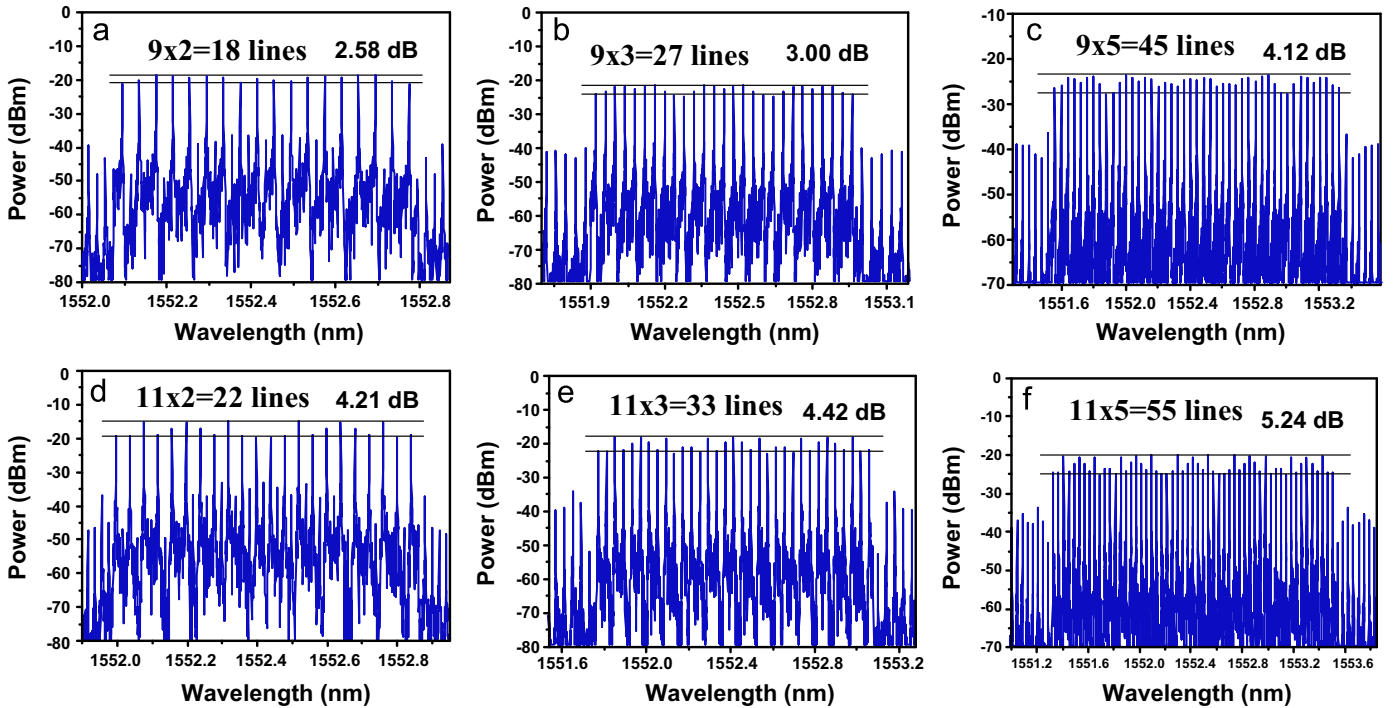 a
9x2=18 lines 2.58 dB
Power (dBm)
0
-10
-20
-30
-40
-50
-60
-70
-80
1552.0 1552.2 1552.4 1552.6 1552.8
Wavelength (nm)
b
9x3=27 lines 3.00 dB
Power (dBm)
0
-10
-20
-30
-40
-50
-60
-70
-80
1551.9 1552.2 1552.5 1552.8 1553.1
Wavelength (nm)
c
9x5=45 lines 4.12 dB
Power (dBm)
-10
-20
-30
-40
-50
-60
-70
1551.6 1552.0 1552.4 1552.8 1553.2
Wavelength (nm)
d
11x2=22 lines 4.21 dB
Power (dBm)
0
-10
-20
-30
-40
-50
-60
-70
-80
1552.0 1552.2 1552.4 1552.6 1552.8
Wavelength (nm)
e
11x3=33 lines 4.42 dB
Power (dBm)
0
-10
-20
-30
-40
-50
-60
-70
-80
1551.6 1552.0 1552.4 1552.8 1553.2
Wavelength (nm)
f
11x5=55 lines 5.24 dB
Power (dBm)
0
-10
-20
-30
-40
-50
-60
-70
1551.2 1551.6 1552.0 1552.4 1552.8 1553.2 1553.6
Wavelength (nm)